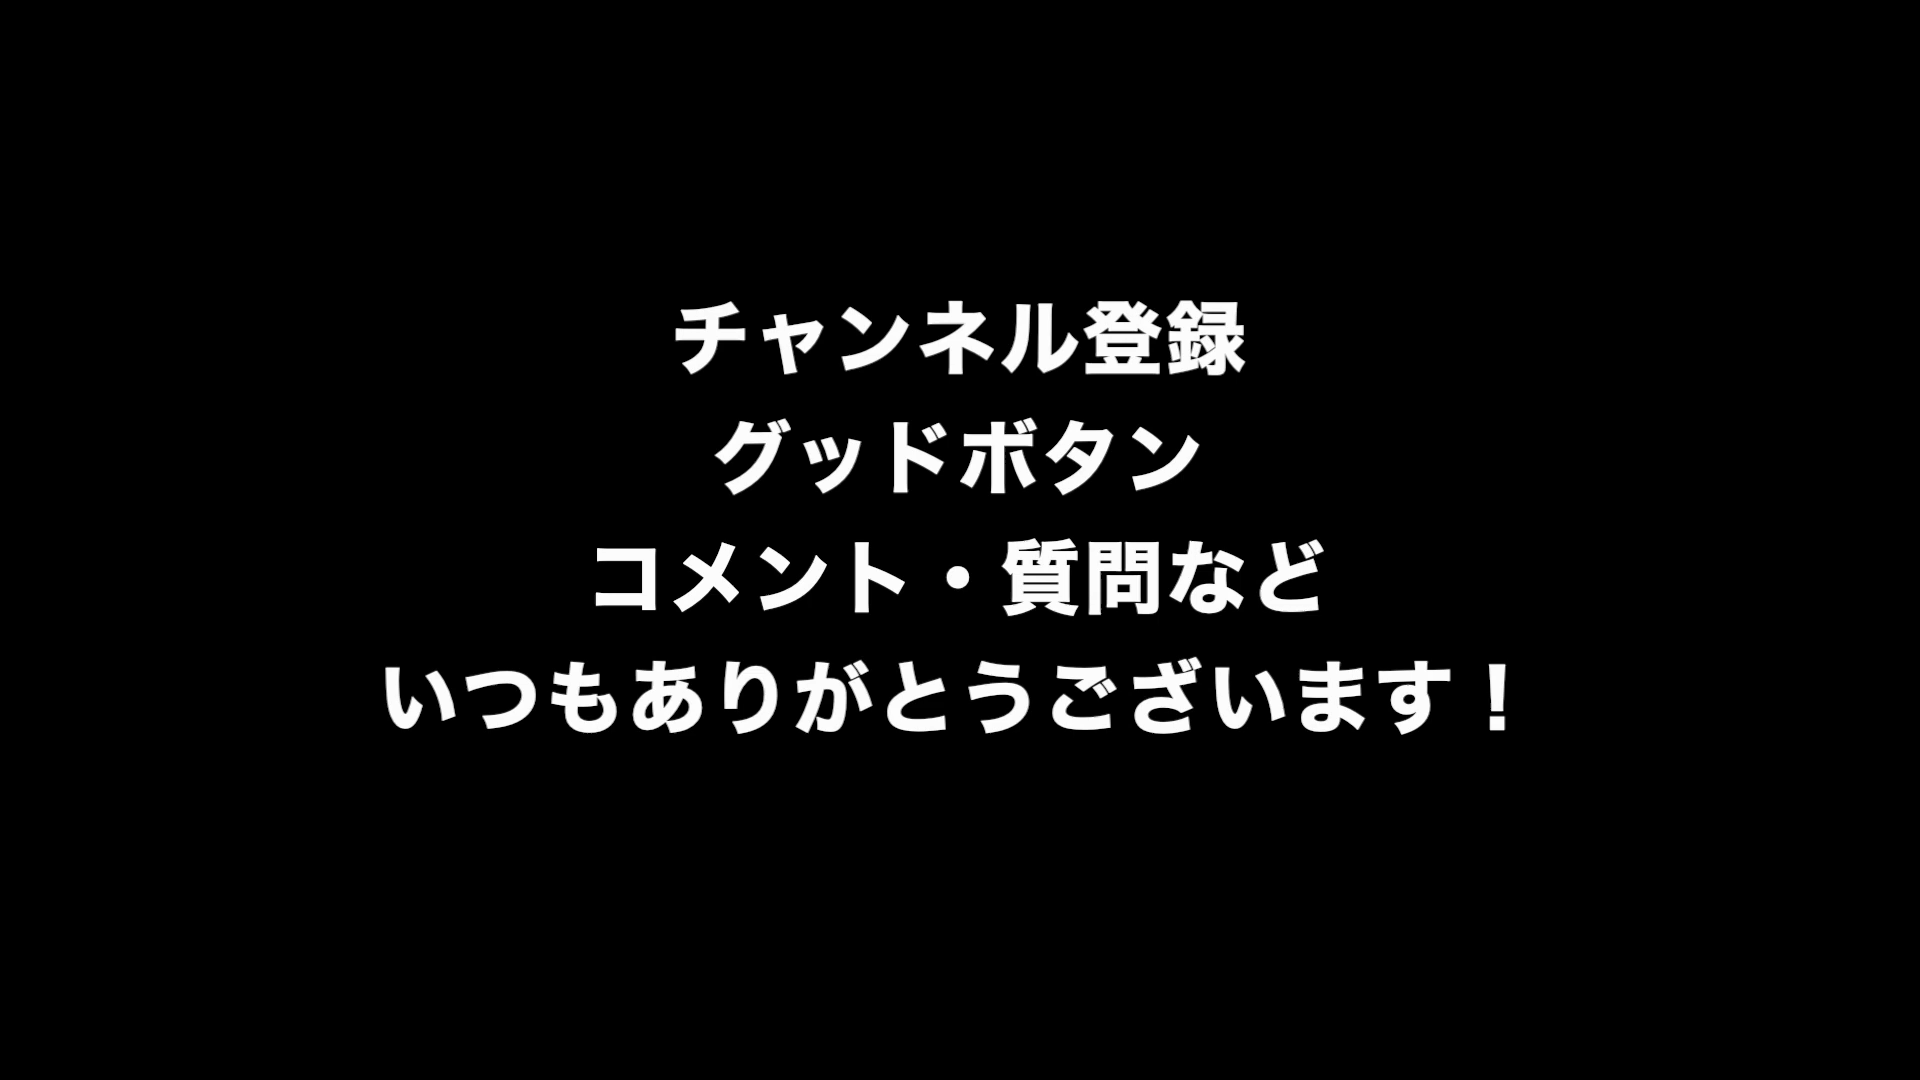 チャンネル登録
グッドボタン
コメント・質問など
いつもありがとうございます！